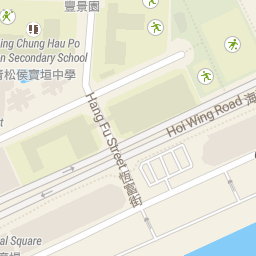 豐景園
ing Chung Hau Po
on Secondary School
青松侯寶垣中學
Hang Fu Street 恆富街
Hoi Wing Road 海
al Square